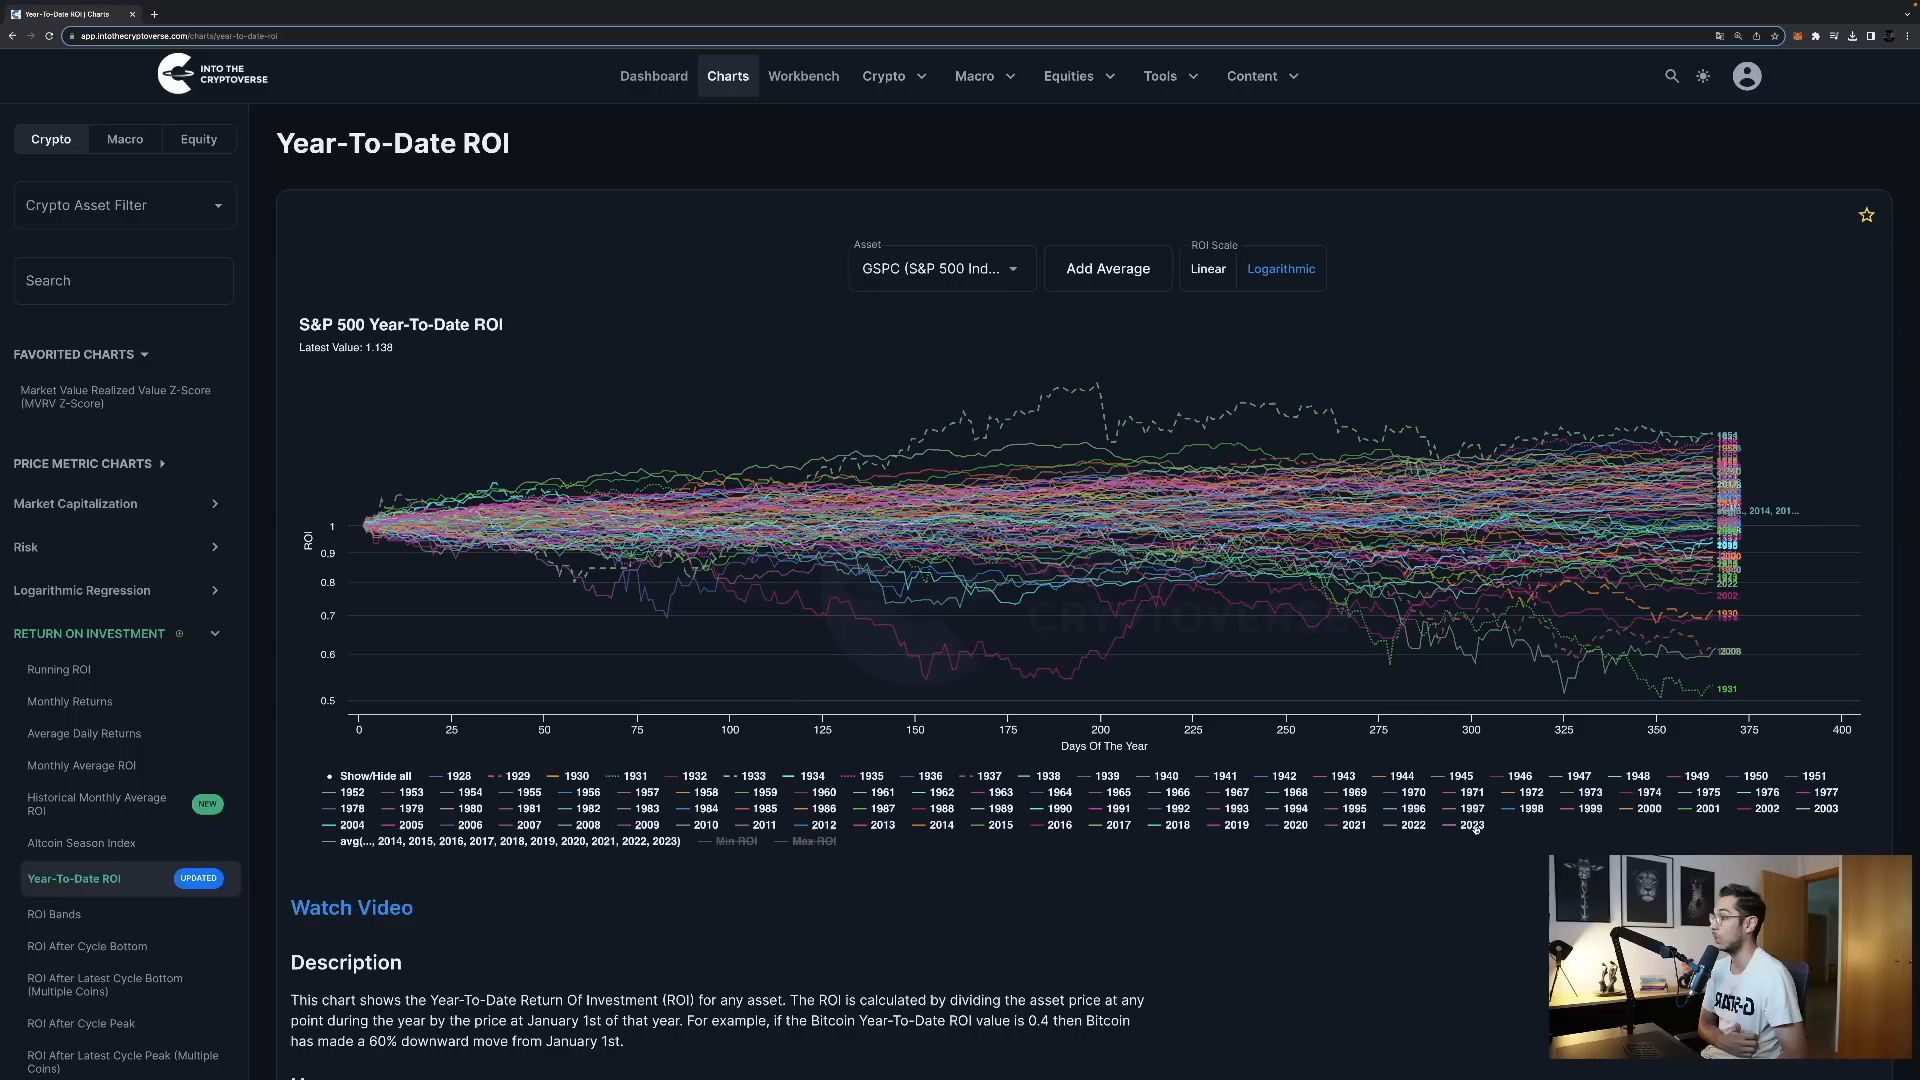 Year-To-Date ROI | Charts
app.intothecryptoverse.com/charts/year-to-date-roi
INTO THE
CRYPTOVERSE
Dashboard Charts Workbench Crypto Macro Equities Tools Content
Crypto Macro Equity
Crypto Asset Filter
Search
FAVORITED CHARTS
Market Value Realized Value Z-Score
(MVRV Z-Score)
PRICE METRIC CHARTS
Market Capitalization
Risk
Logarithmic Regression
RETURN ON INVESTMENT
Running ROI
Monthly Returns
Average Daily Returns
Monthly Average ROI
Historical Monthly Average
ROI
NEW
Altcoin Season Index
Year-To-Date ROI UPDATED
ROI Bands
ROI After Cycle Bottom
ROI After Latest Cycle Bottom
(Multiple Coins)
ROI After Cycle Peak
ROI After Latest Cycle Peak (Multiple
Coins)
Year-To-Date ROI
Asset
GSPC (S&P 500 Ind...
Add Average
ROI Scale
Linear Logarithmic
S&P 500 Year-To-Date ROI
Latest Value: 1.138
ROI
1
0.9
0.8
0.7
0.6
0.5
1954
, 2014, 201...
2022
2002
1930
2008
1931
CRYPTOVERSE
0 25 50 75 100 125 150 175 200 225 250 275 300 325 350 375 400
Days Of The Year
Show/Hide all 1928 1929 1930 1931 1932 1933 1934 1935 1936 1937 1938 1939 1940 1941 1942 1943 1944 1945 1946 1947 1948 1949 1950 1951
1952 1953 1954 1955 1956 1957 1958 1959 1960 1961 1962 1963 1964 1965 1966 1967 1968 1969 1970 1971 1972 1973 1974 1975 1976 1977
1978 1979 1980 1981 1982 1983 1984 1985 1986 1987 1988 1989 1990 1991 1992 1993 1994 1995 1996 1997 1998 1999 2000 2001 2002 2003
2004 2005 2006 2007 2008 2009 2010 2011 2012 2013 2014 2015 2016 2017 2018 2019 2020 2021 2022 2023
avg(..., 2014, 2015, 2016, 2017, 2018, 2019, 2020, 2021, 2022, 2023) Min ROI Max ROI
Watch Video
Description
This chart shows the Year-To-Date Return Of Investment (ROI) for any asset. The ROI is calculated by dividing the asset price at any
point during the year by the price at January 1st of that year. For example, if the Bitcoin Year-To-Date ROI value is 0.4 then Bitcoin
has made a 60% downward move from January 1st.